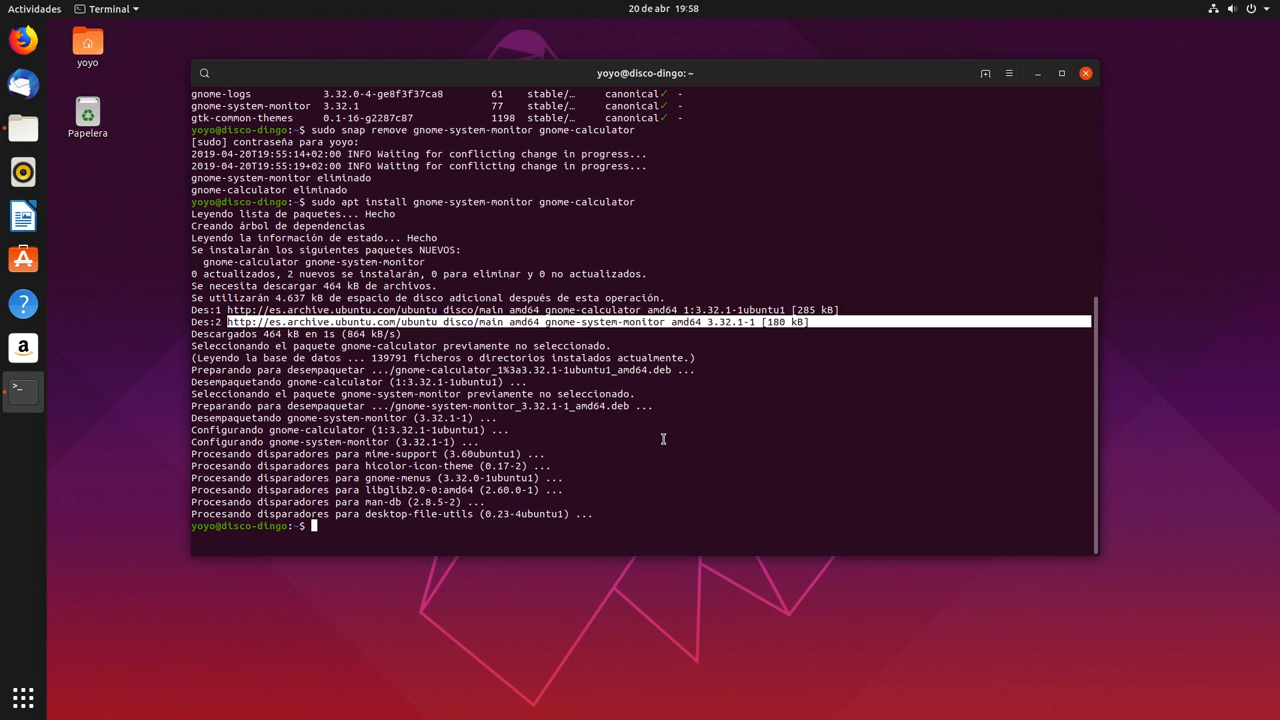 Actividades Terminal 20 de abr 19:58
yoyo
Papelera
yoyo@disco-dingo: ~
gnome-logs 3.32.0-4-ge8f3f37ca8 61 stable/… canonical✓ -
gnome-system-monitor 3.32.1 77 stable/… canonical✓ -
gtk-common-themes 0.1-16-g2287c87 1198 stable/… canonical✓ -
yoyo@disco-dingo:~$ sudo snap remove gnome-system-monitor gnome-calculator
[sudo] contraseña para yoyo:
2019-04-20T19:55:14+02:00 INFO Waiting for conflicting change in progress...
2019-04-20T19:55:19+02:00 INFO Waiting for conflicting change in progress...
gnome-system-monitor eliminado
gnome-calculator eliminado
yoyo@disco-dingo:~$ sudo apt install gnome-system-monitor gnome-calculator
Leyendo lista de paquetes... Hecho
Creando árbol de dependencias
Leyendo la información de estado... Hecho
Se instalarán los siguientes paquetes NUEVOS:
gnome-calculator gnome-system-monitor
0 actualizados, 2 nuevos se instalarán, 0 para eliminar y 0 no actualizados.
Se necesita descargar 464 kB de archivos.
Se utilizarán 4.637 kB de espacio de disco adicional después de esta operación.
Des:1 http://es.archive.ubuntu.com/ubuntu disco/main amd64 gnome-calculator amd64 1:3.32.1-1ubuntu1 [285 kB]
Des:2 http://es.archive.ubuntu.com/ubuntu disco/main amd64 gnome-system-monitor amd64 3.32.1-1 [180 kB]
Descargados 464 kB en 1s (864 kB/s)
Seleccionando el paquete gnome-calculator previamente no seleccionado.
(Leyendo la base de datos ... 139791 ficheros o directorios instalados actualmente.)
Preparando para desempaquetar .../gnome-calculator_1%3a3.32.1-1ubuntu1_amd64.deb ...
Desempaquetando gnome-calculator (1:3.32.1-1ubuntu1) ...
Seleccionando el paquete gnome-system-monitor previamente no seleccionado.
Preparando para desempaquetar .../gnome-system-monitor_3.32.1-1_amd64.deb ...
Desempaquetando gnome-system-monitor (3.32.1-1) ...
Configurando gnome-calculator (1:3.32.1-1ubuntu1) ...
Configurando gnome-system-monitor (3.32.1-1) ...
Procesando disparadores para mime-support (3.60ubuntu1) ...
Procesando disparadores para hicolor-icon-theme (0.17-2) ...
Procesando disparadores para gnome-menus (3.32.0-1ubuntu1) ...
Procesando disparadores para libglib2.0-0:amd64 (2.60.0-1) ...
Procesando disparadores para man-db (2.8.5-2) ...
Procesando disparadores para desktop-file-utils (0.23-4ubuntu1) ...
yoyo@disco-dingo:~$